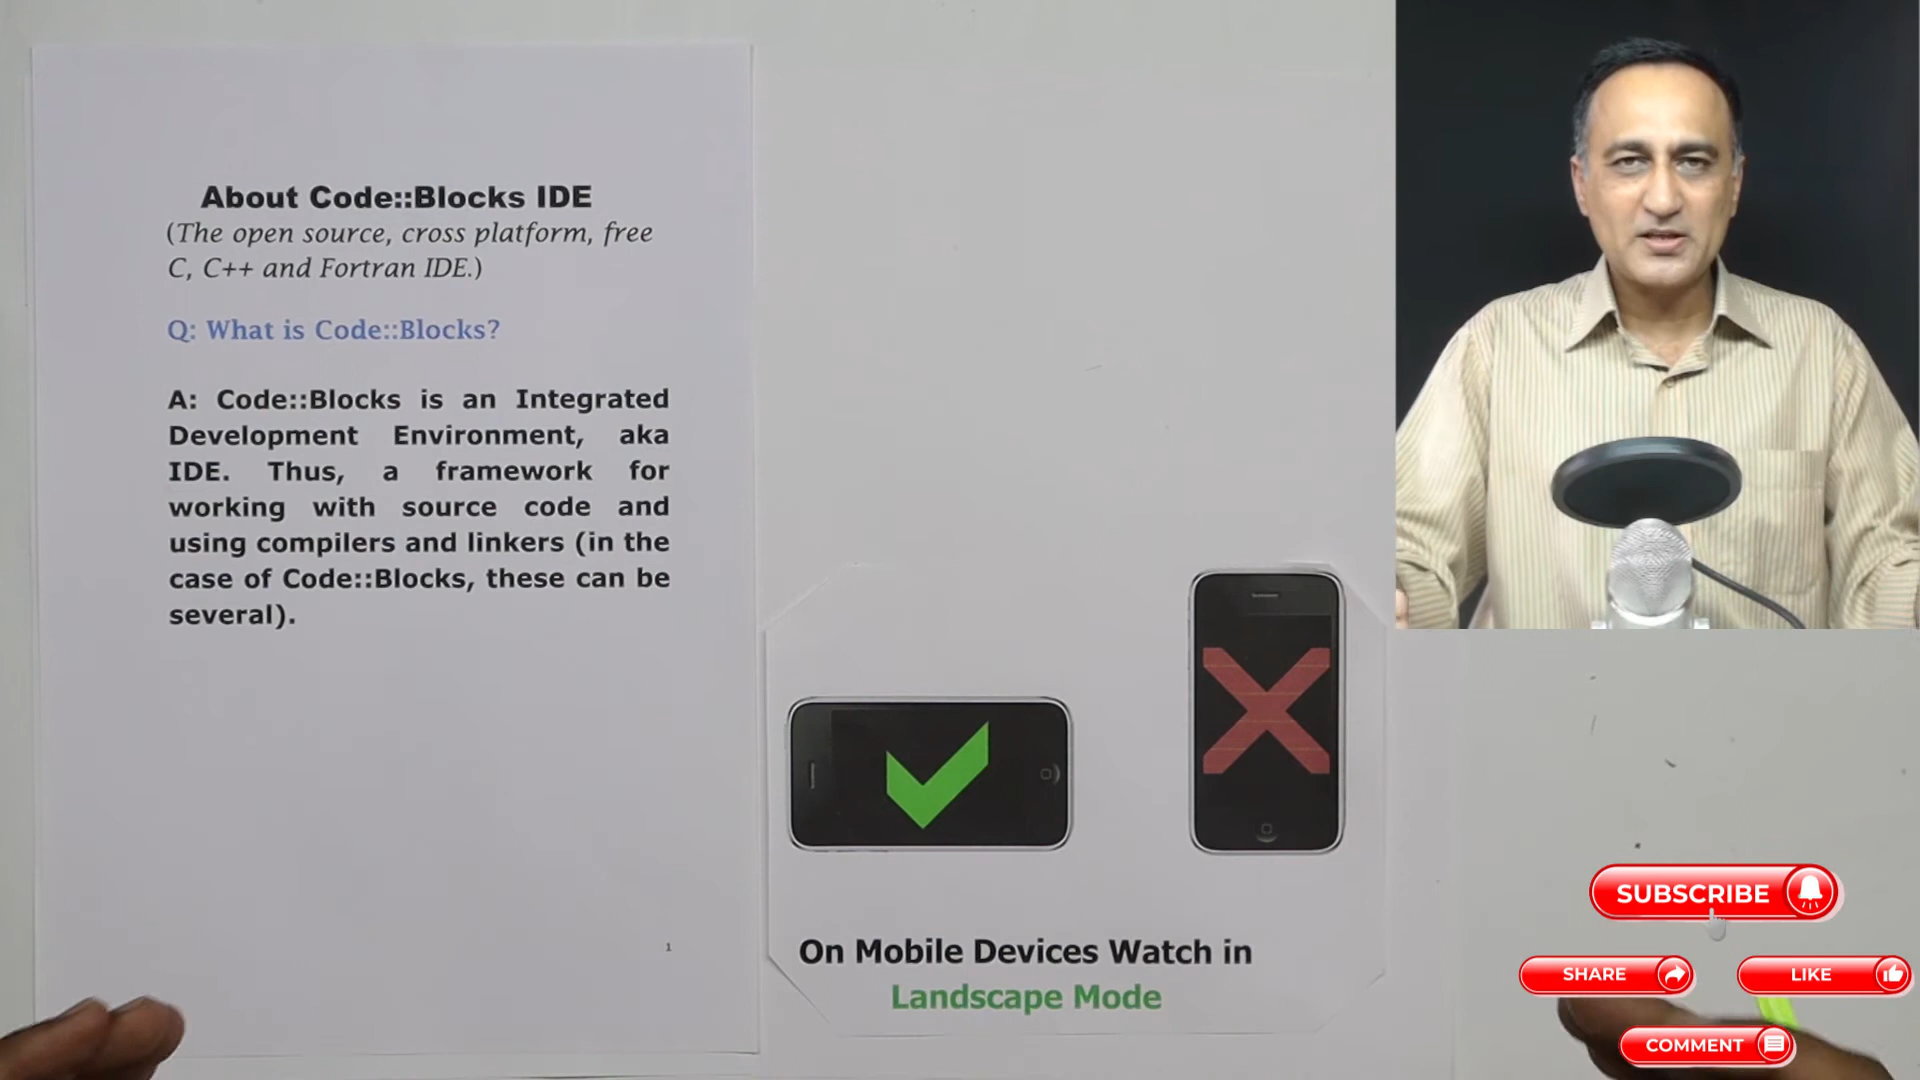 About Code::Blocks IDE
(The open source, cross platform, free
C, C++ and Fortran IDE.)
Q: What is Code::Blocks?
A: Code::Blocks is an Integrated
Development Environment, aka
IDE. Thus, a framework for
working with source code and
using compilers and linkers (in the
case of Code::Blocks, these can be
several).
1
On Mobile Devices Watch in
Landscape Mode
SUBSCRIBE
SHARE
LIKE
COMMENT